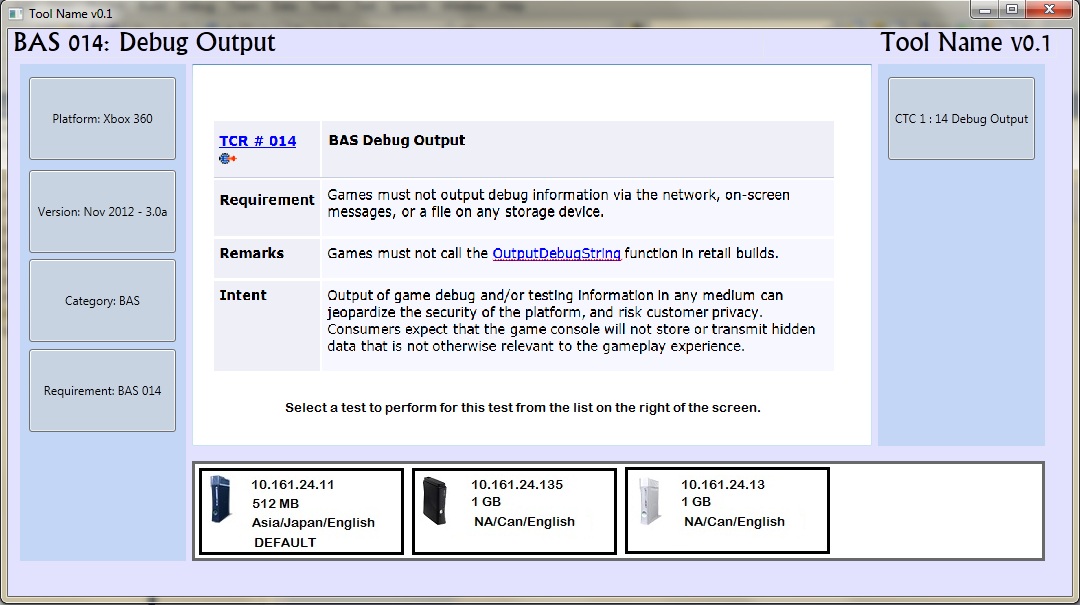 Tool Name v0.1
BAS 014: Debug Output
Tool Name v0.1
Platform: Xbox 360
Version: Nov 2012 - 3.0a
Category: BAS
Requirement: BAS 014
TCR # 014
BAS Debug Output
Requirement
Games must not output debug information via the network, on-screen
messages, or a file on any storage device.
Remarks
Games must not call the OutputDebugString function in retail builds.
Intent
Output of game debug and/or testing information in any medium can
jeopardize the security of the platform, and risk customer privacy.
Consumers expect that the game console will not store or transmit hidden
data that is not otherwise relevant to the gameplay experience.
Select a test to perform for this test from the list on the right of the screen.
CTC 1 : 14 Debug Output
10.161.24.11
512 MB
Asia/Japan/English
DEFAULT
10.161.24.135
1 GB
NA/Can/English
10.161.24.13
1 GB
NA/Can/English